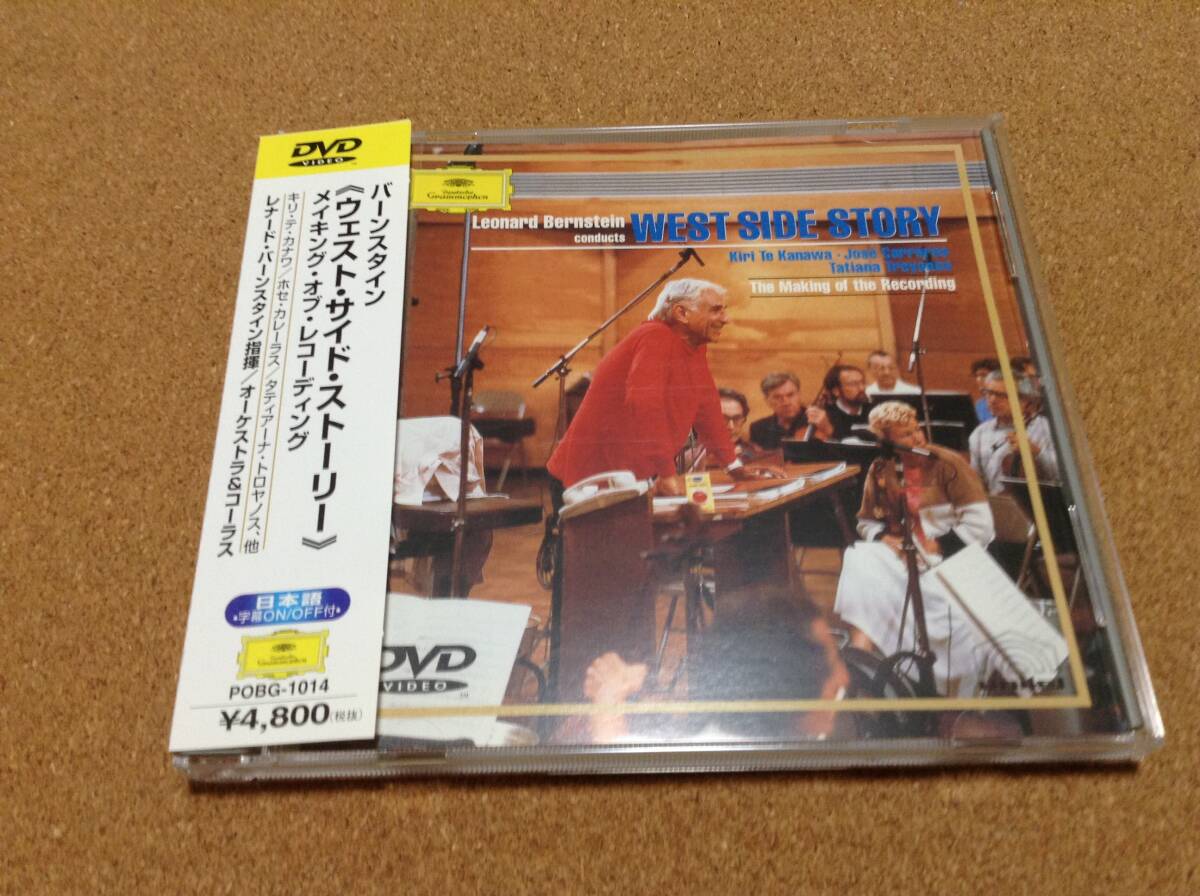 DVD
VIDEO
バーンスタイン
《ウェスト・サイド・ストーリー》
メイキング・オブ・レコーディング
キリ・テ・カナワ/ホセ・カレーラス/タティアーナ・トロヤノス、他
レナード・バーンスタイン指揮/オーケストラ&コーラス
日本語
字幕ON/OFF付
Deutsche
Grammophon
POBG-1014
¥4,800(税抜)
Deutsche
Grammophon
Leonard Bernstein
conducts
WEST SIDE STORY
Kiri Te Kanawa · José Carreras
Tatiana Troyanos
The Making of the Recording
DVD
VIDEO